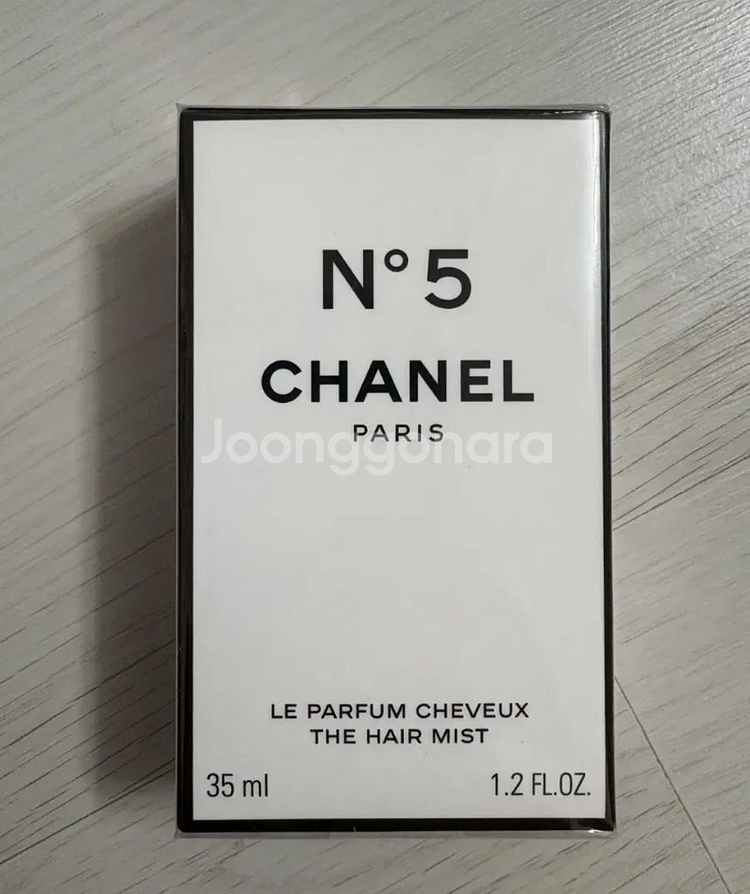 N°5
CHANEL
PARIS
Joonggonara
LE PARFUM CHEVEUX
THE HAIR MIST
35 ml 1.2 FL.OZ.